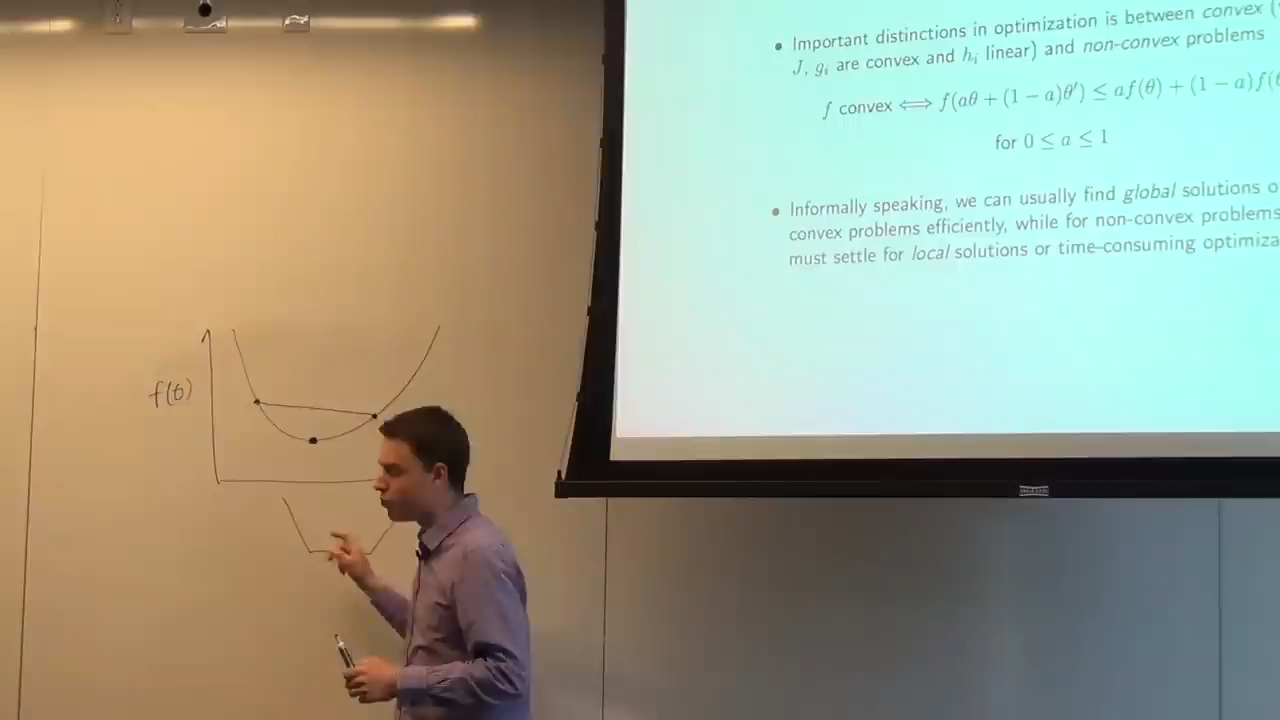 • Important distinctions in optimization is between convex (
J, gᵢ are convex and hᵢ linear) and non-convex problems
f convex ⟺ f(aθ + (1 − a)θ′) ≤ af(θ) + (1 − a)f(
for 0 ≤ a ≤ 1
• Informally speaking, we can usually find global solutions
convex problems efficiently, while for non-convex problems
must settle for local solutions or time-consuming
f(θ)